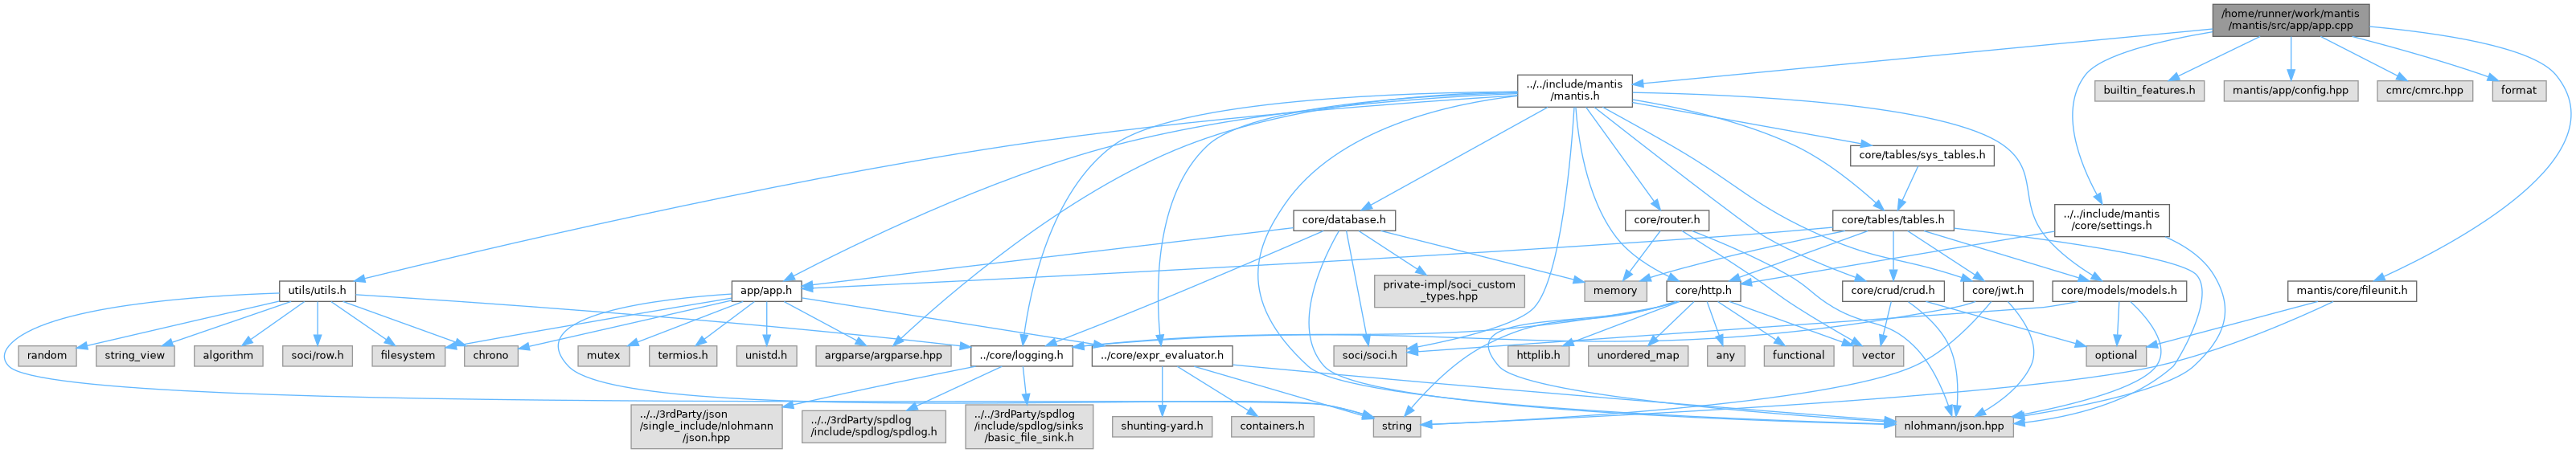 /home/runner/work/mantis
/mantis/src/app/app.cpp
../../include/mantis
/mantis.h
builtin_features.h
mantis/app/config.hpp
cmrc/cmrc.hpp
format
core/tables/sys_tables.h
core/database.h
core/router.h
core/tables/tables.h
../../include/mantis
/core/settings.h
utils/utils.h
app/app.h
private-impl/soci_custom
_types.hpp
memory
core/http.h
core/crud/crud.h
core/jwt.h
core/models/models.h
mantis/core/fileunit.h
random
string_view
algorithm
soci/row.h
filesystem
chrono
mutex
termios.h
unistd.h
argparse/argparse.hpp
../core/logging.h
../core/expr_evaluator.h
soci/soci.h
httplib.h
unordered_map
any
functional
vector
optional
../../3rdParty/json
/single_include/nlohmann
/json.hpp
../../3rdParty/spdlog
/include/spdlog/spdlog.h
../../3rdParty/spdlog
/include/spdlog/sinks
/basic_file_sink.h
shunting-yard.h
containers.h
string
nlohmann/json.hpp